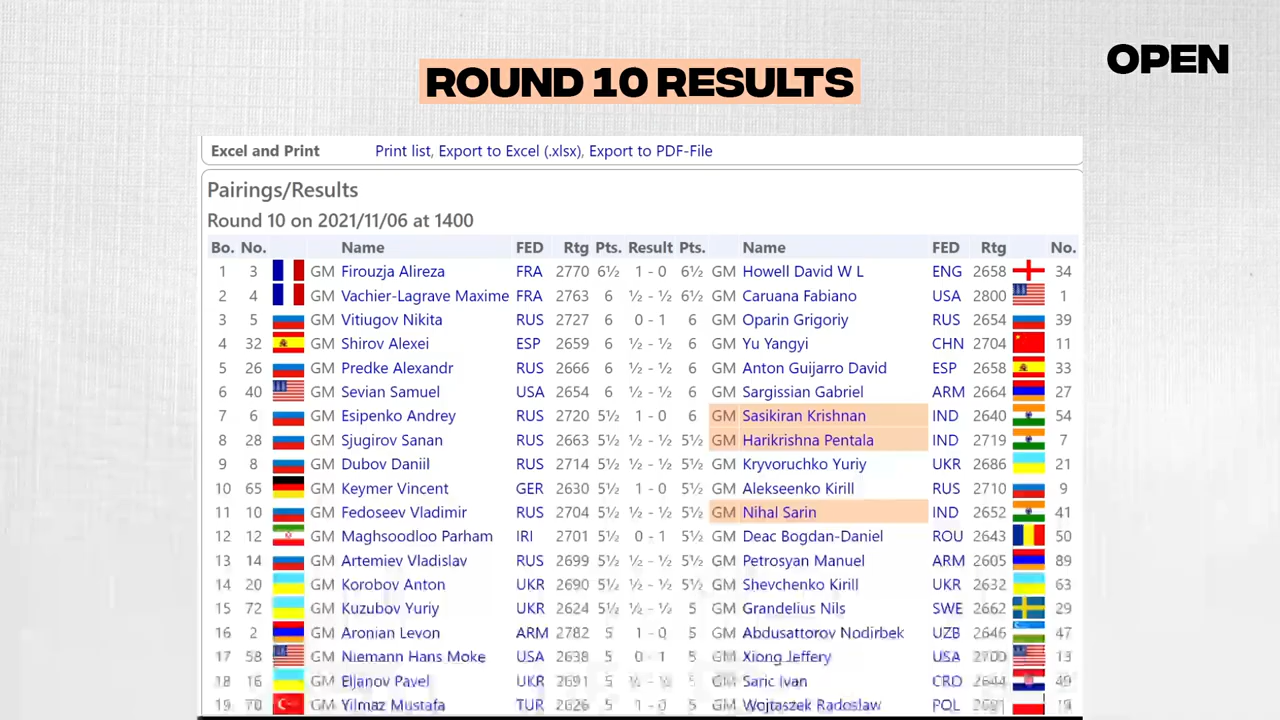 OPEN
ROUND 10 RESULTS
Excel and Print Print list, Export to Excel (.xlsx), Export to PDF-File
Pairings/Results
Round 10 on 2021/11/06 at 1400
Bo. No. Name FED Rtg Pts. Result Pts. Name FED Rtg No.
1 3 GM Firouzja Alireza FRA 2770 6½ 1 - 0 6½ GM Howell David W L ENG 2658 34
2 4 GM Vachier-Lagrave Maxime FRA 2763 6 ½ - ½ 6½ GM Caruana Fabiano USA 2800 1
3 5 GM Vitiugov Nikita RUS 2727 6 0 - 1 6 GM Oparin Grigoriy RUS 2654 39
4 32 GM Shirov Alexei ESP 2659 6 ½ - ½ 6 GM Yu Yangyi CHN 2704 11
5 26 GM Predke Alexandr RUS 2666 6 ½ - ½ 6 GM Anton Guijarro David ESP 2658 33
6 40 GM Sevian Samuel USA 2654 6 ½ - ½ 6 GM Sargissian Gabriel ARM 2664 27
7 6 GM Esipenko Andrey RUS 2720 5½ 1 - 0 6 GM Sasikiran Krishnan IND 2640 54
8 28 GM Sjugirov Sanan RUS 2663 5½ ½ - ½ 5½ GM Harikrishna Pentala IND 2719 7
9 8 GM Dubov Daniil RUS 2714 5½ ½ - ½ 5½ GM Kryvoruchko Yuriy UKR 2686 21
10 65 GM Keymer Vincent GER 2630 5½ 1 - 0 5½ GM Alekseenko Kirill RUS 2710 9
11 10 GM Fedoseev Vladimir RUS 2704 5½ ½ - ½ 5½ GM Nihal Sarin IND 2652 41
12 12 GM Maghsoodloo Parham IRI 2701 5½ 0 - 1 5½ GM Deac Bogdan-Daniel ROU 2643 50
13 14 GM Artemiev Vladislav RUS 2699 5½ ½ - ½ 5½ GM Petrosyan Manuel ARM 2605 89
14 20 GM Korobov Anton UKR 2690 5½ ½ - ½ 5½ GM Shevchenko Kirill UKR 2632 63
15 72 GM Kuzubov Yuriy UKR 2624 5½ ½ - ½ 5 GM Grandelius Nils SWE 2662 29
16 2 GM Aronian Levon ARM 2782 5 1 - 0 5 GM Abdusattorov Nodirbek UZB 2646 47
17 58 GM Niemann Hans Moke USA 2638 5 0 - 1 5 GM Xiong Jeffery USA 2700 13
18 16 GM Eljanov Pavel UKR 2691 5 ½ - ½ 5 GM Saric Ivan CRO 2644 49
19 70 GM Yilmaz Mustafa TUR 2626 5 5 GM Wojtaszek Radoslaw POL